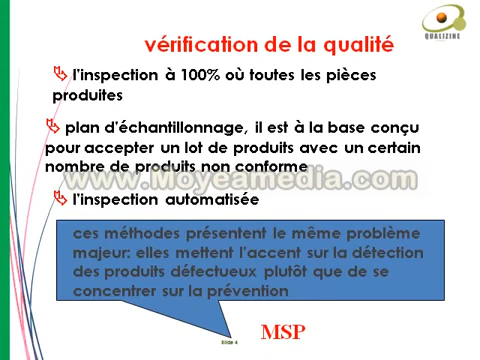 QUALIZINE
vérification de la qualité
l'inspection à 100% où toutes les pièces
produites
plan d'échantillonnage, il est à la base conçu
pour accepter un lot de produits avec un certain
nombre de produits non conforme
www.Moyeamedia.com
l'inspection automatisée
ces méthodes présentent le même problème
majeur: elles mettent l'accent sur la détection
des produits défectueux plutôt que de se
concentrer sur la prévention
MSP
Slide 4